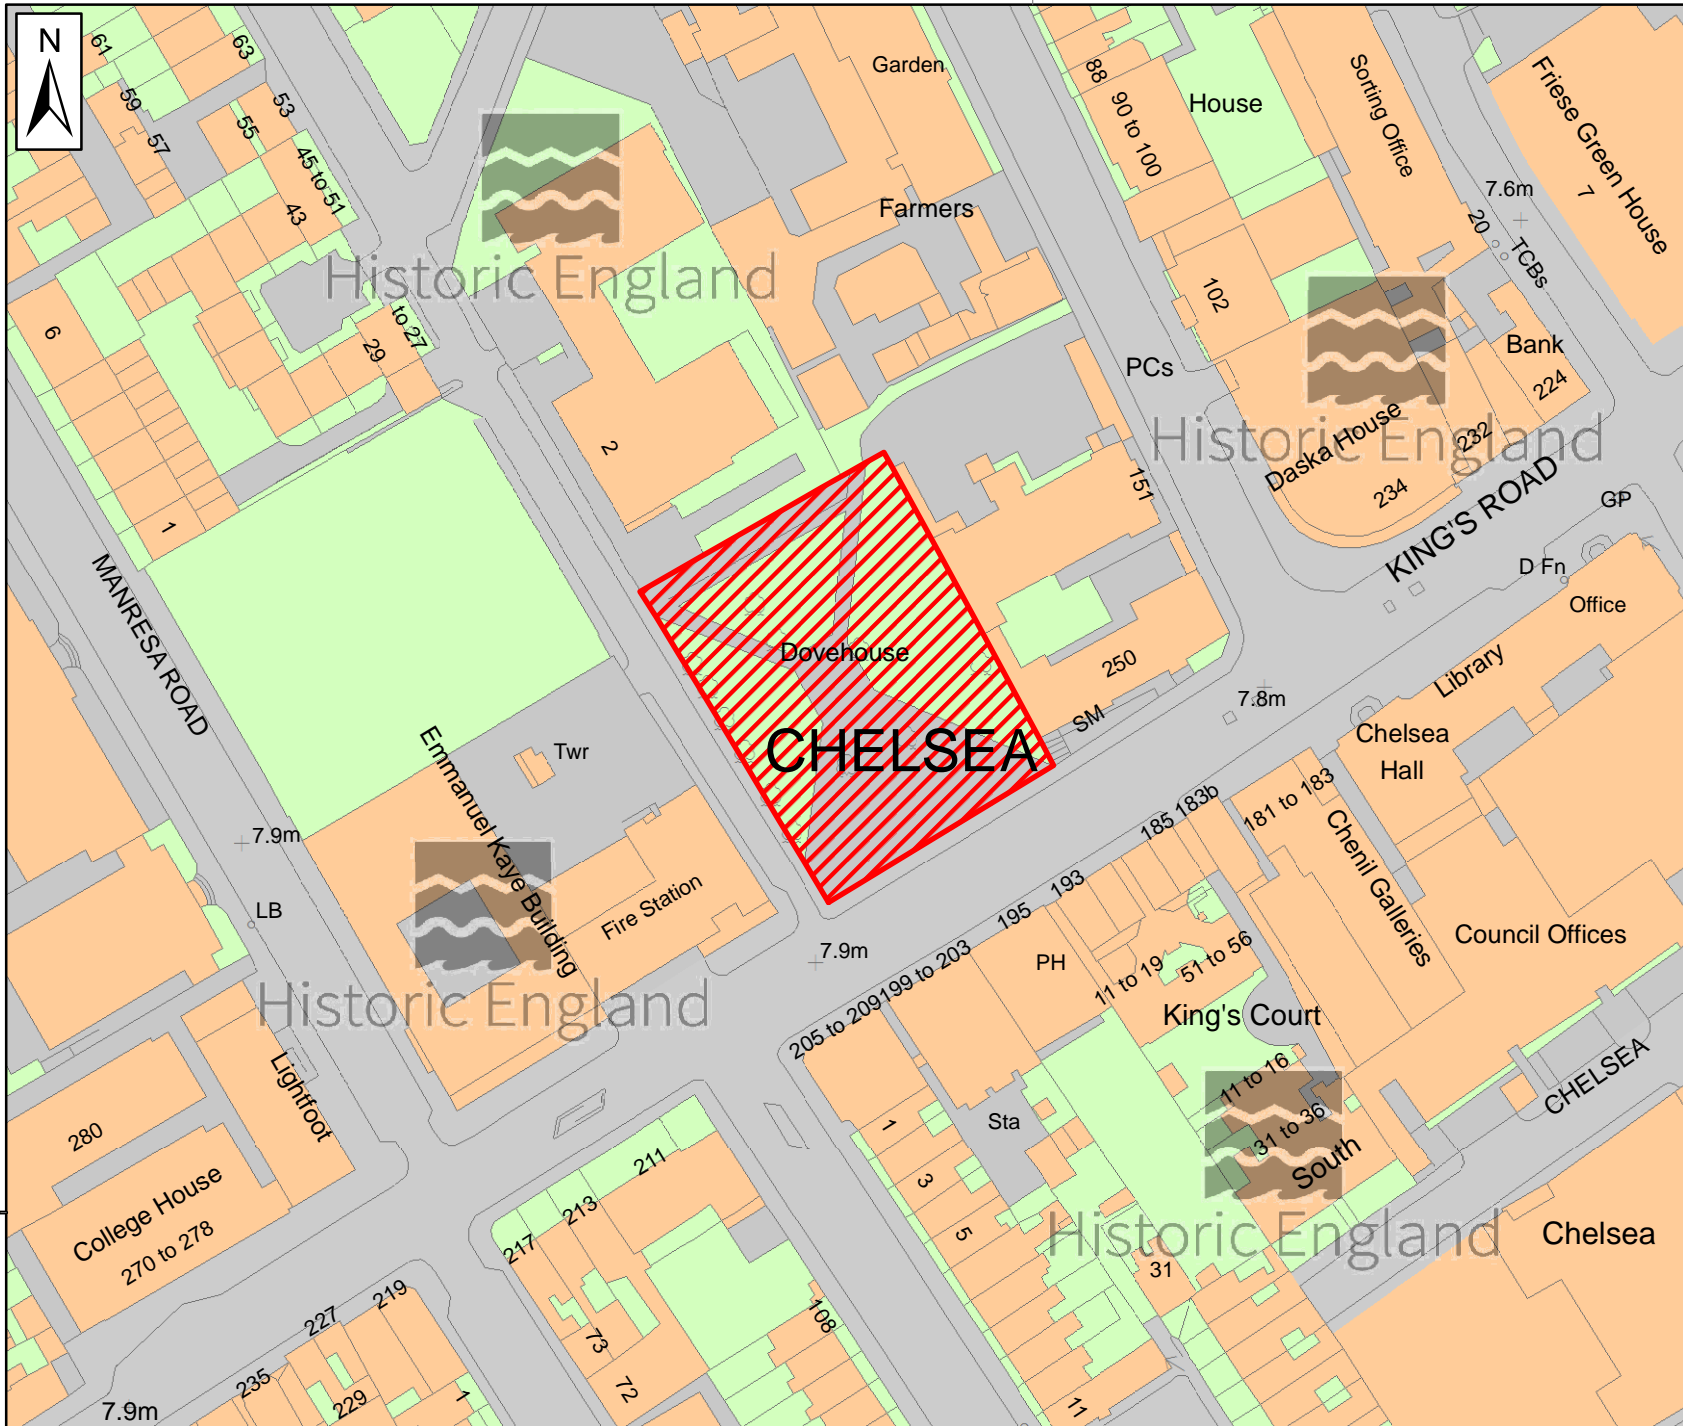 N
61
63
59
57
55
53
45 to 51
43
Garden
Farmers
88
90 to 100
House
Sorting Office
Friese Green House
7
7.6m
20
TCBs
Historic England
6
to 27
29
102
Bank
224
PCs
Historic England
Daska House
232
234
KING'S ROAD
GP
2
151
1
MANRESA ROAD
D Fn
Office
Dovehouse
250
Library
7.8m
SM
CHELSEA
Chelsea
Hall
Twr
Emmanuel Kaye Building
181 to 183
185 183b
Chenil Galleries
7.9m
193
195
Fire Station
LB
Council Offices
7.9m
PH
199 to 203
205 to 209
11 to 19
51 to 56
Historic England
King's Court
11 to 16
31 to 36
South
CHELSEA
Lightfoot
280
Sta
1
3
5
211
213
217
College House
270 to 278
Historic England
Chelsea
31
219
227
108
73
72
235
229
1
11
7.9m